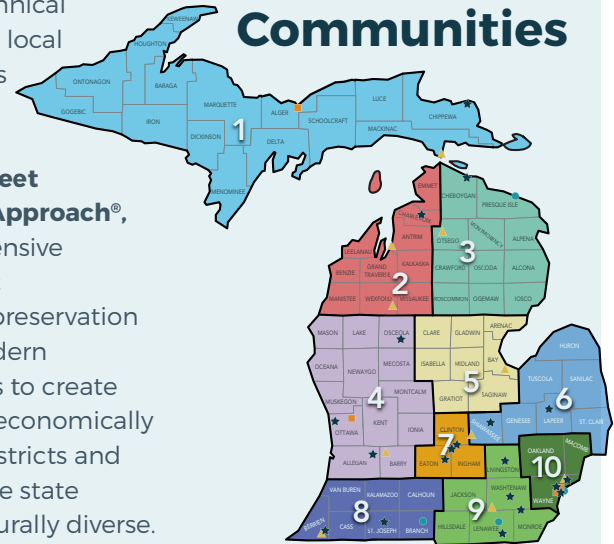 hnical
local
s
eet
Approach®,
ensive
preservation
dern
s to create
economically
stricts and
e state
urally diverse.
Communities
KEWEENAW
HOUGHTON
ONTONAGON
BARAGA
GOGEBIC
IRON
MARQUETTE
DICKINSON
MENOMINEE
1
ALGER
DELTA
SCHOOLCRAFT
LUCE
MACKINAC
CHIPPEWA
EMMET
CHARLEVOIX
ANTRIM
LEELANAU
BENZIE
GRAND
TRAVERSE
KALKASKA
MANISTEE
WEXFORD
MISSAUKEE
2
CHEBOYGAN
PRESQUE ISLE
OTSEGO
MONTMORENCY
ALPENA
CRAWFORD
OSCODA
ALCONA
ROSCOMMON
OGEMAW
IOSCO
3
MASON
LAKE
OSCEOLA
OCEANA
NEWAYGO
MECOSTA
MUSKEGON
MONTCALM
OTTAWA
KENT
IONIA
ALLEGAN
BARRY
4
CLARE
GLADWIN
ARENAC
ISABELLA
MIDLAND
BAY
GRATIOT
SAGINAW
5
HURON
TUSCOLA
SANILAC
GENESEE
LAPEER
ST. CLAIR
SHIAWASSEE
6
CLINTON
EATON
INGHAM
7
VAN BUREN
KALAMAZOO
CALHOUN
BERRIEN
CASS
ST. JOSEPH
BRANCH
8
LIVINGSTON
JACKSON
WASHTENAW
HILLSDALE
LENAWEE
MONROE
9
OAKLAND
MACOMB
WAYNE
10